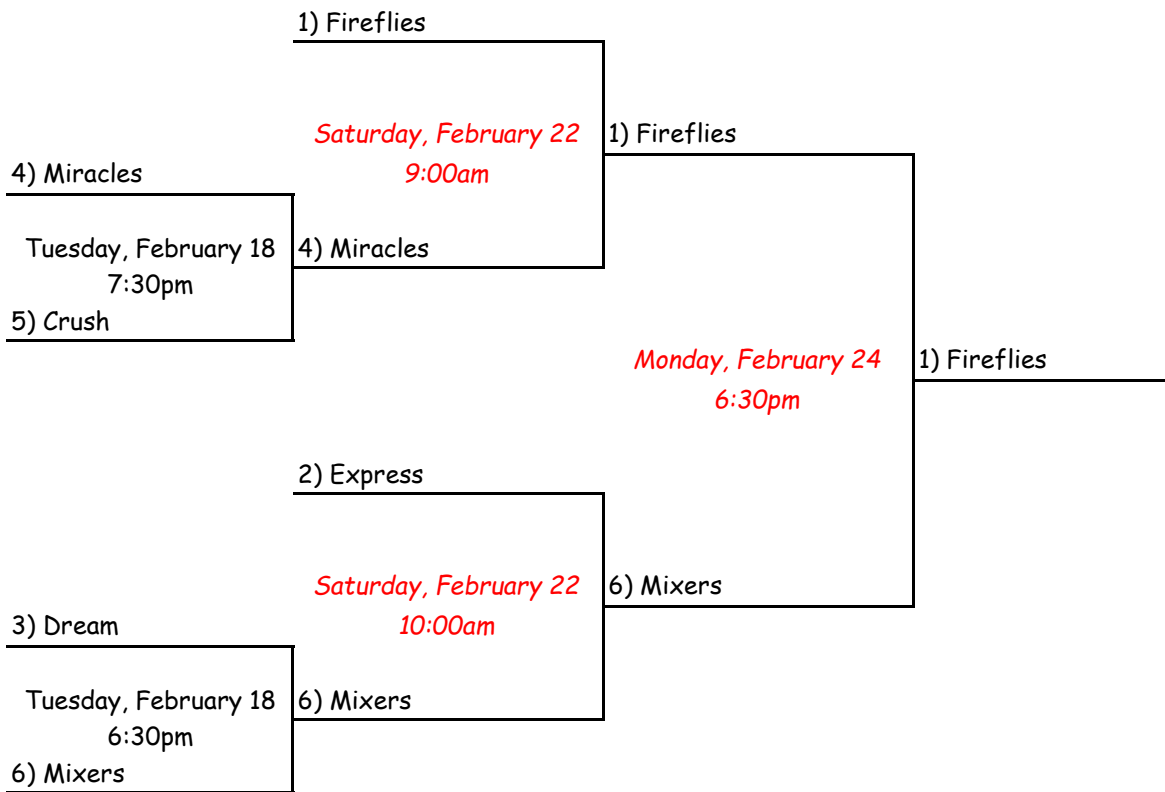 1) Fireflies
Saturday, February 22
9:00am
1) Fireflies
4) Miracles
Tuesday, February 18
7:30pm
4) Miracles
5) Crush
Monday, February 24
6:30pm
1) Fireflies
2) Express
Saturday, February 22
10:00am
6) Mixers
3) Dream
Tuesday, February 18
6:30pm
6) Mixers
6) Mixers